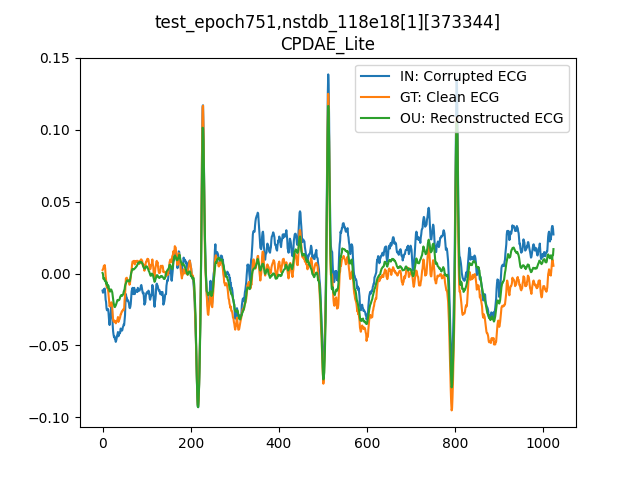 test_epoch751,nstdb_118e18[1][373344]
CPDAE_Lite
IN: Corrupted ECG
GT: Clean ECG
OU: Reconstructed ECG
0.15
0.10
0.05
0.00
−0.05
−0.10
0 200 400 600 800 1000